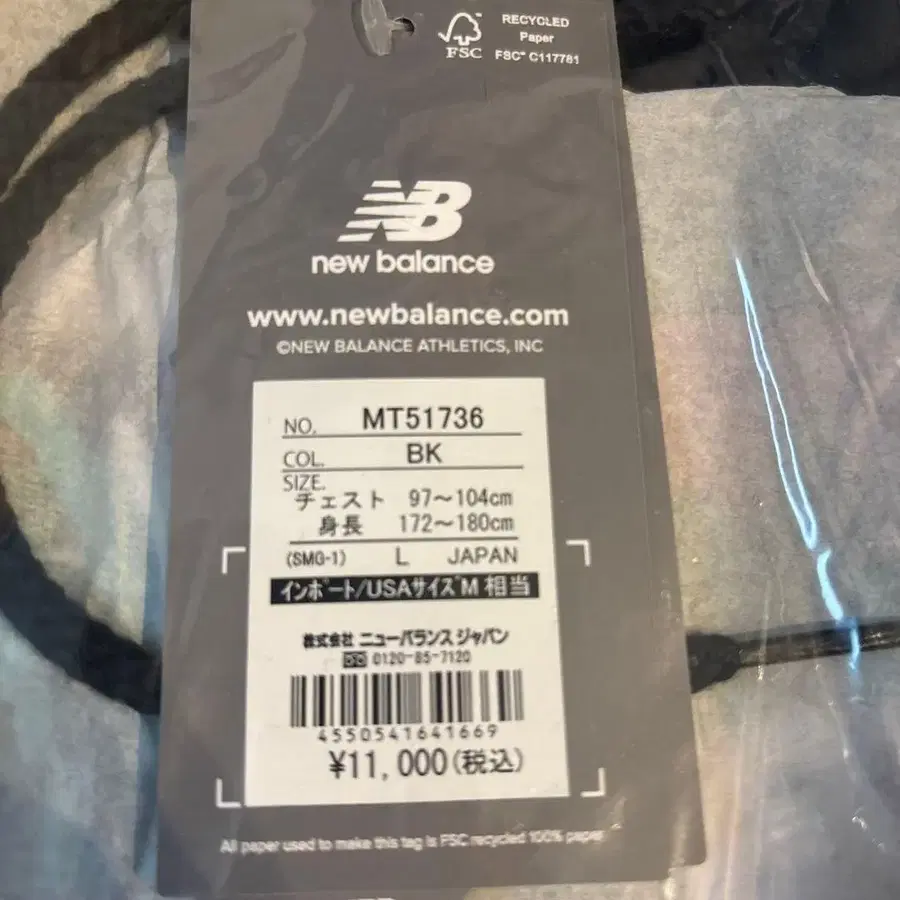 FSC
RECYCLED
Paper
FSC® C117781
NB
new balance
www.newbalance.com
©NEW BALANCE ATHLETICS, INC
NO. MT51736
COL. BK
SIZE.
チェスト 97〜104cm
身長 172〜180cm
(SMG-1) L JAPAN
インポート/USAサイズM 相当
株式会社 ニューバランス ジャパン
0120-85-7120
4550541641669
¥11,000(税込)
All paper used to make this tag is FSC recycled 100% paper